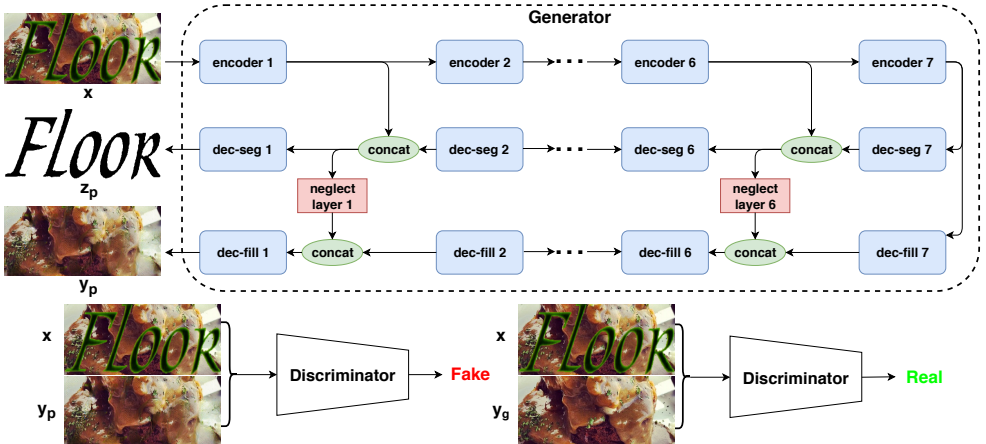 Generator
Floor
encoder 1
encoder 2
encoder 6
encoder 7
x
Floor
dec-seg 1
concat
dec-seg 2
dec-seg 6
concat
dec-seg 7
zp
neglect
layer 1
neglect
layer 6
dec-fill 1
concat
dec-fill 2
dec-fill 6
concat
dec-fill 7
yp
x
Floor
Discriminator
Fake
yp
x
Floor
Discriminator
Real
yg